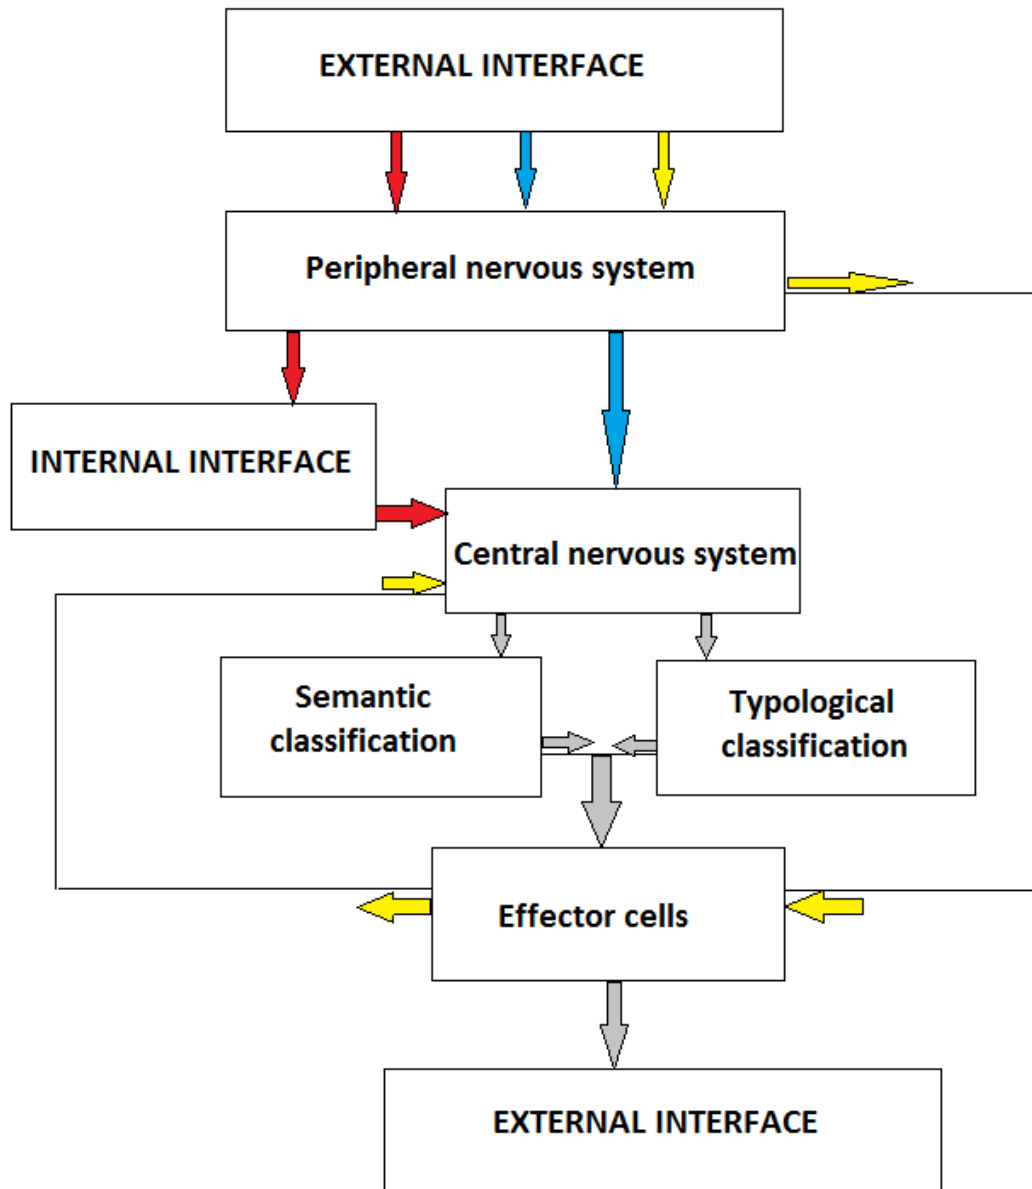 EXTERNAL INTERFACE
Peripheral nervous system
INTERNAL INTERFACE
Central nervous system
Semantic
classification
Typological
classification
Effector cells
EXTERNAL INTERFACE